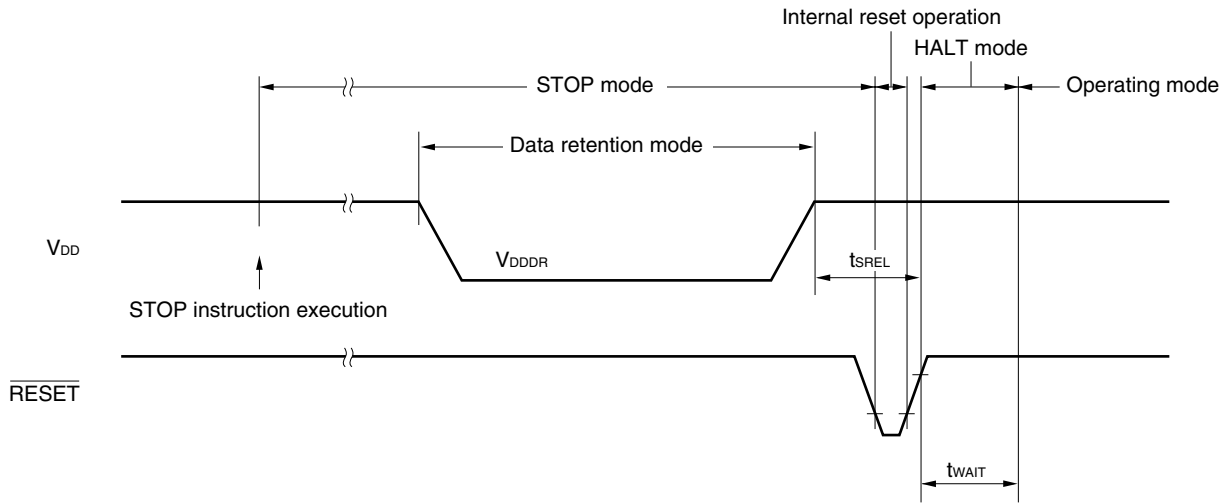 Internal reset operation
HALT mode
STOP mode
Operating mode
Data retention mode
VDD
VDDDR
tSREL
STOP instruction execution
RESET
tWAIT